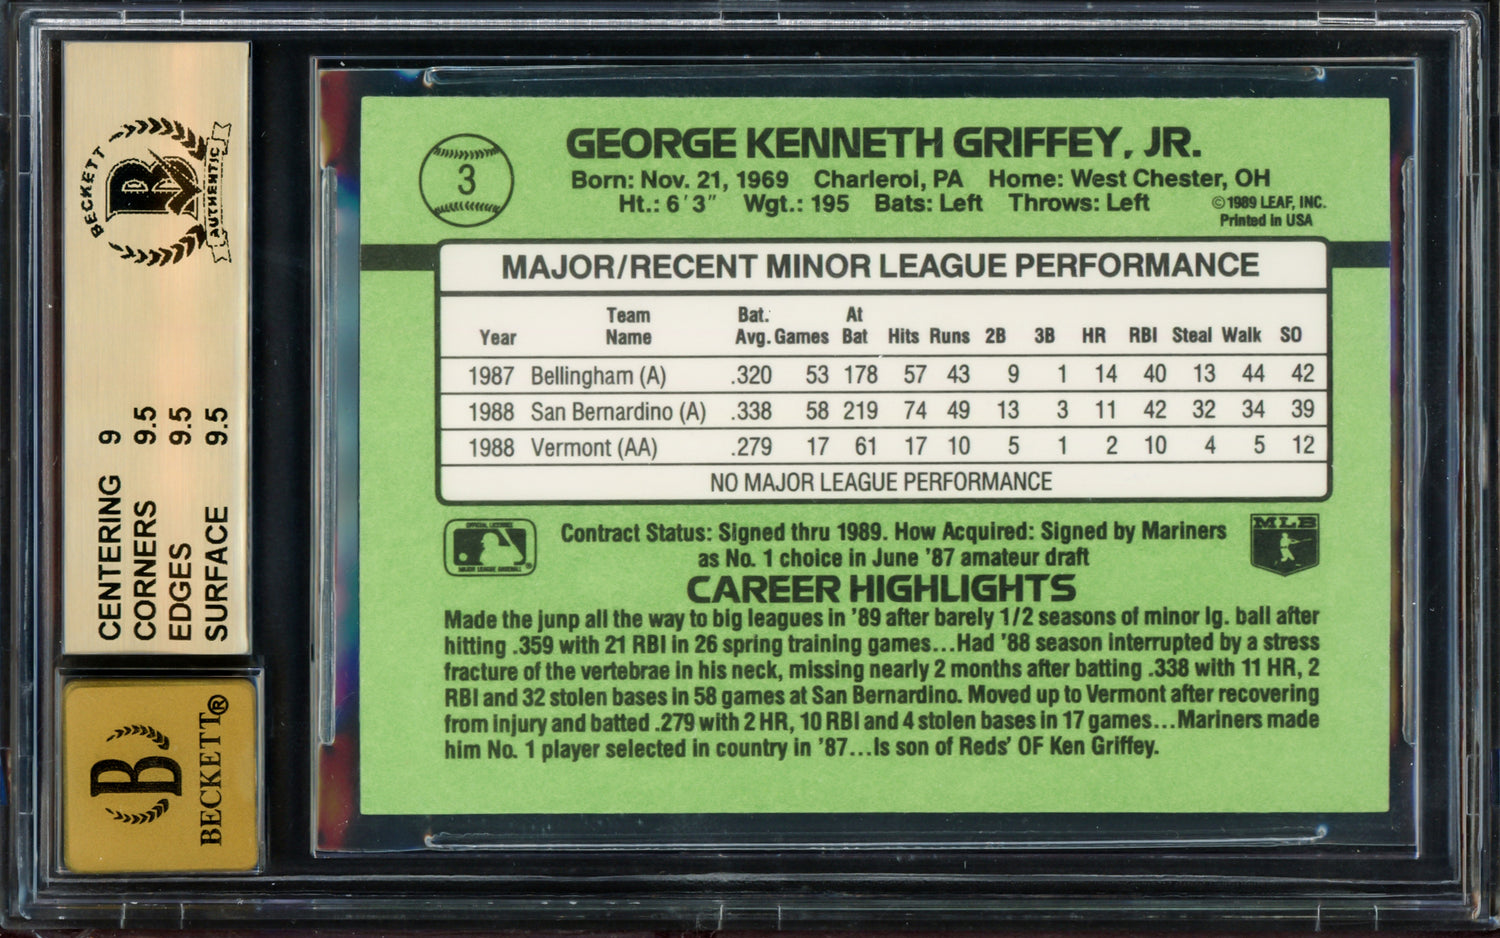 BECKETT
B
AUTHENTIC
CENTERING 9
CORNERS 9.5
EDGES 9.5
SURFACE 9.5
B
BECKETT®
3
GEORGE KENNETH GRIFFEY, JR.
Born: Nov. 21, 1969 Charleroi, PA Home: West Chester, OH
Ht.: 6'3" Wgt.: 195 Bats: Left Throws: Left
©1989 LEAF, INC.
Printed in USA
MAJOR/RECENT MINOR LEAGUE PERFORMANCE
Year Team Name Bat. Avg. Games At Bat Hits Runs 2B 3B HR RBI Steal Walk SO
1987 Bellingham (A) .320 53 178 57 43 9 1 14 40 13 44 42
1988 San Bernardino (A) .338 58 219 74 49 13 3 11 42 32 34 39
1988 Vermont (AA) .279 17 61 17 10 5 1 2 10 4 5 12
NO MAJOR LEAGUE PERFORMANCE
OFFICIAL LICENSEE
MAJOR LEAGUE BASEBALL
Contract Status: Signed thru 1989. How Acquired: Signed by Mariners
as No. 1 choice in June '87 amateur draft
MLB
CAREER HIGHLIGHTS
Made the junp all the way to big leagues in '89 after barely 1/2 seasons of minor lg. ball after
hitting .359 with 21 RBI in 26 spring training games...Had '88 season interrupted by a stress
fracture of the vertebrae in his neck, missing nearly 2 months after batting .338 with 11 HR, 2
RBI and 32 stolen bases in 58 games at San Bernardino. Moved up to Vermont after recovering
from injury and batted .279 with 2 HR, 10 RBI and 4 stolen bases in 17 games...Mariners made
him No. 1 player selected in country in '87...Is son of Reds' OF Ken Griffey.